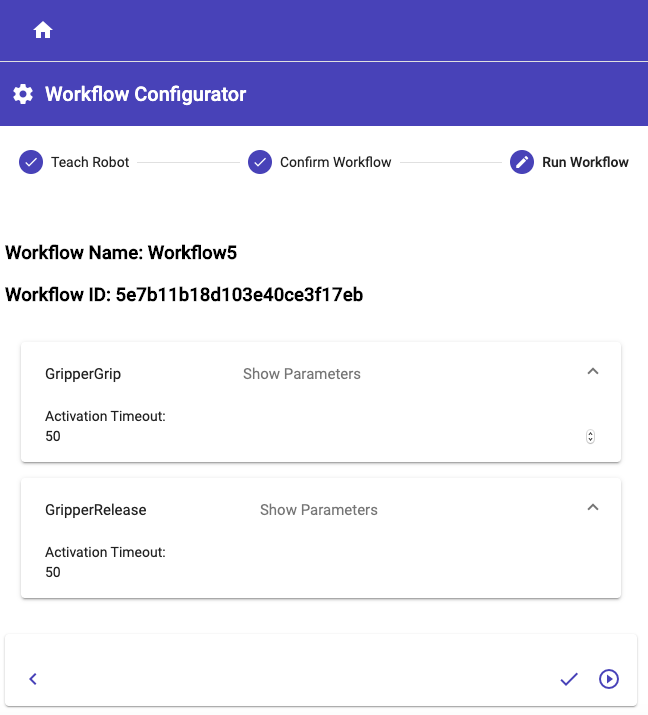 Workflow Configurator
Teach Robot
Confirm Workflow
Run Workflow
Workflow Name: Workflow5
Workflow ID: 5e7b11b18d103e40ce3f17eb
GripperGrip
Show Parameters
Activation Timeout:
50
GripperRelease
Show Parameters
Activation Timeout:
50